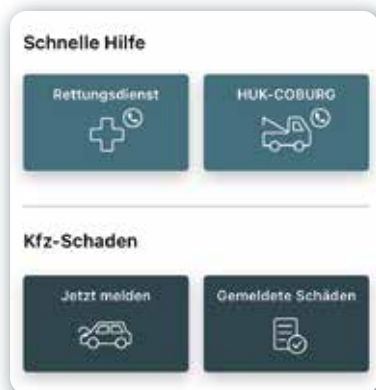 Schnelle Hilfe
Rettungsdienst
HUK-COBURG
Kfz-Schaden
Jetzt melden
Gemeldete Schäden